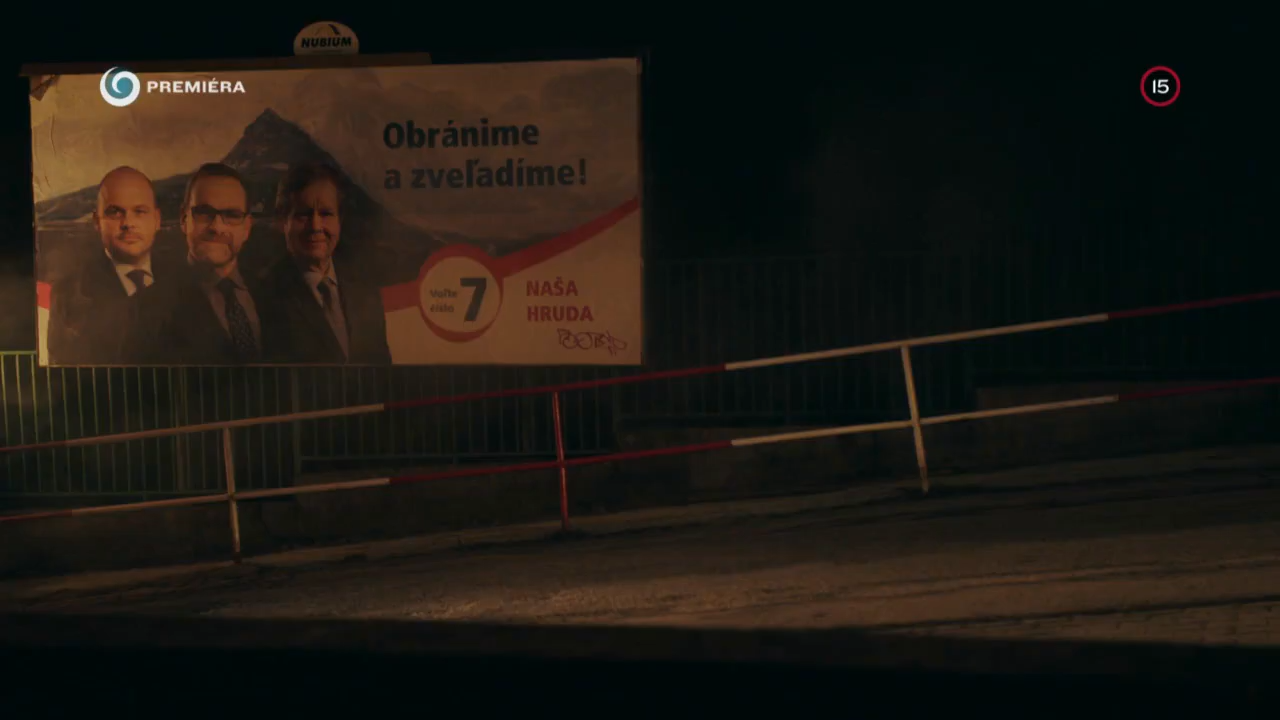 NUBIUM
PREMIÉRA
15
Obránime
a zveľadíme!
Voľte
číslo
7
NAŠA
HRUDA